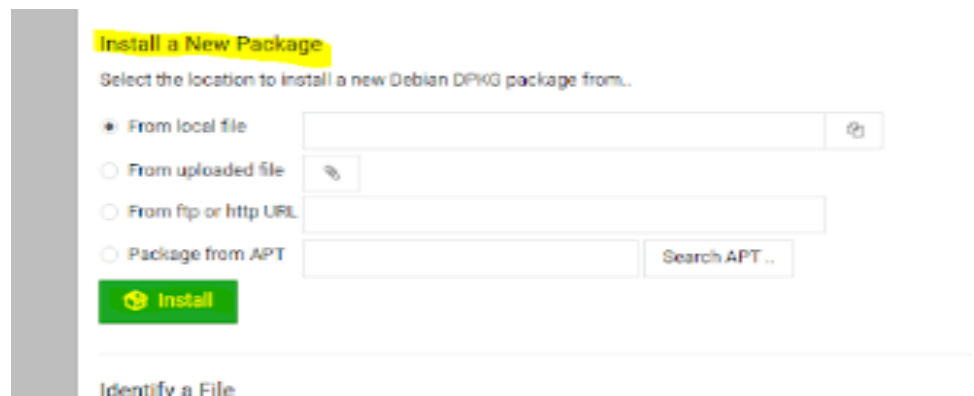 Install a New Package
Select the location to install a new Debian DPKG package from..
From local file
From uploaded file
From ftp or http URL
Package from APT
Search APT ..
Install
Identify a File